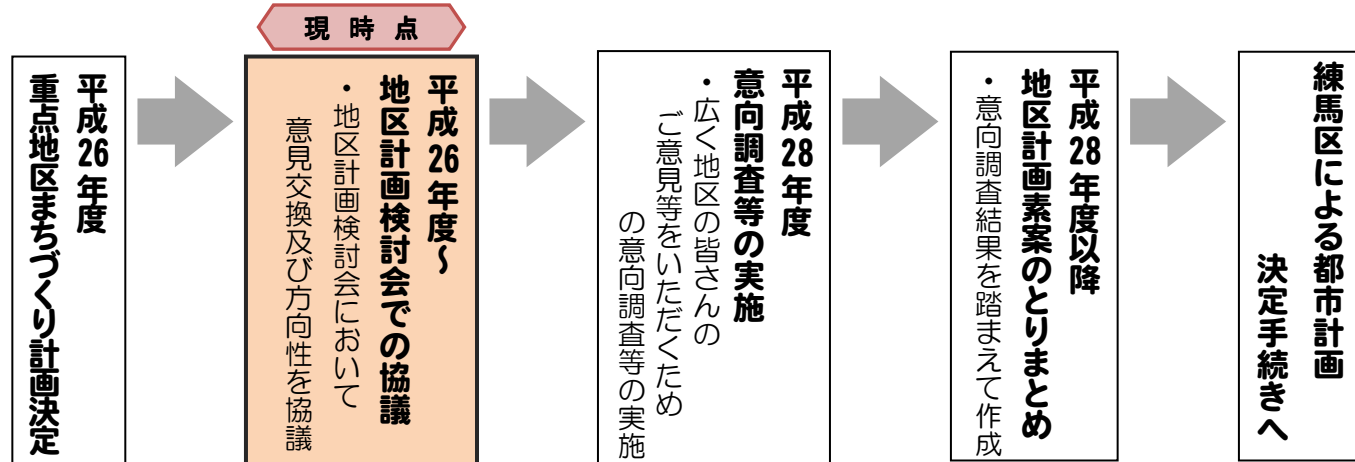 現時点
平成26年度
重点地区まちづくり計画決定
平成26年度～
地区計画検討会での協議
・地区計画検討会において
意見交換及び方向性を協議
平成28年度
意向調査等の実施
・広く地区の皆さんの
ご意見等をいただくため
の意向調査等の実施
平成28年度以降
地区計画素案のとりまとめ
・意向調査結果を踏まえて作成
練馬区による都市計画
決定手続きへ